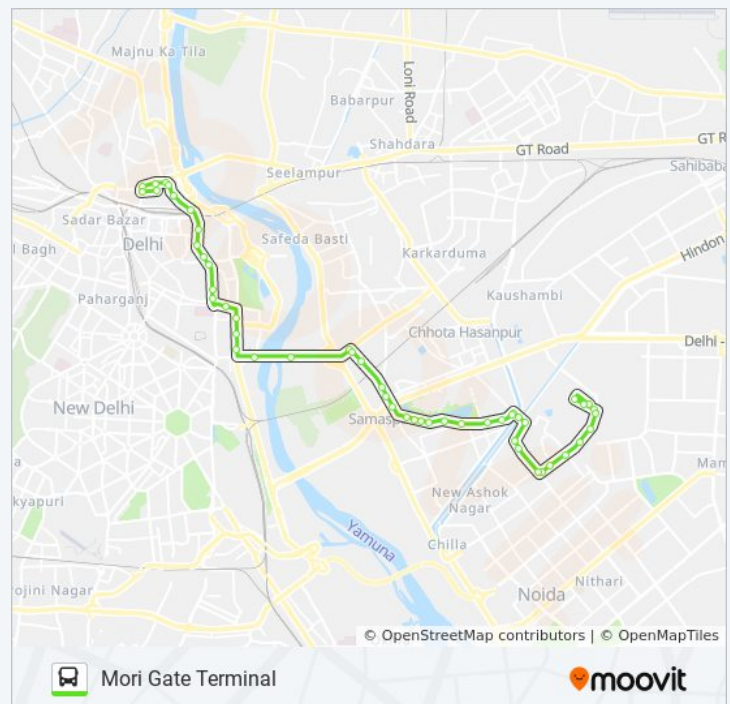 Majnu Ka Tila
Loni Road
Babarpur
Shahdara
GT Road
GT R
Seelampur
Sahibaba
Sadar Bazar
Delhi
l Bagh
Safeda Basti
Karkarduma
Hindon
Kaushambi
Paharganj
Chhota Hasanpur
Delhi -
New Delhi
Samasp
a
Mam
kyapuri
New Ashok
Nagar
Yamuna
Chilla
Nithari
ojini Nagar
Noida
© OpenStreetMap contributors | © OpenMapTiles
Mori Gate Terminal
moovit